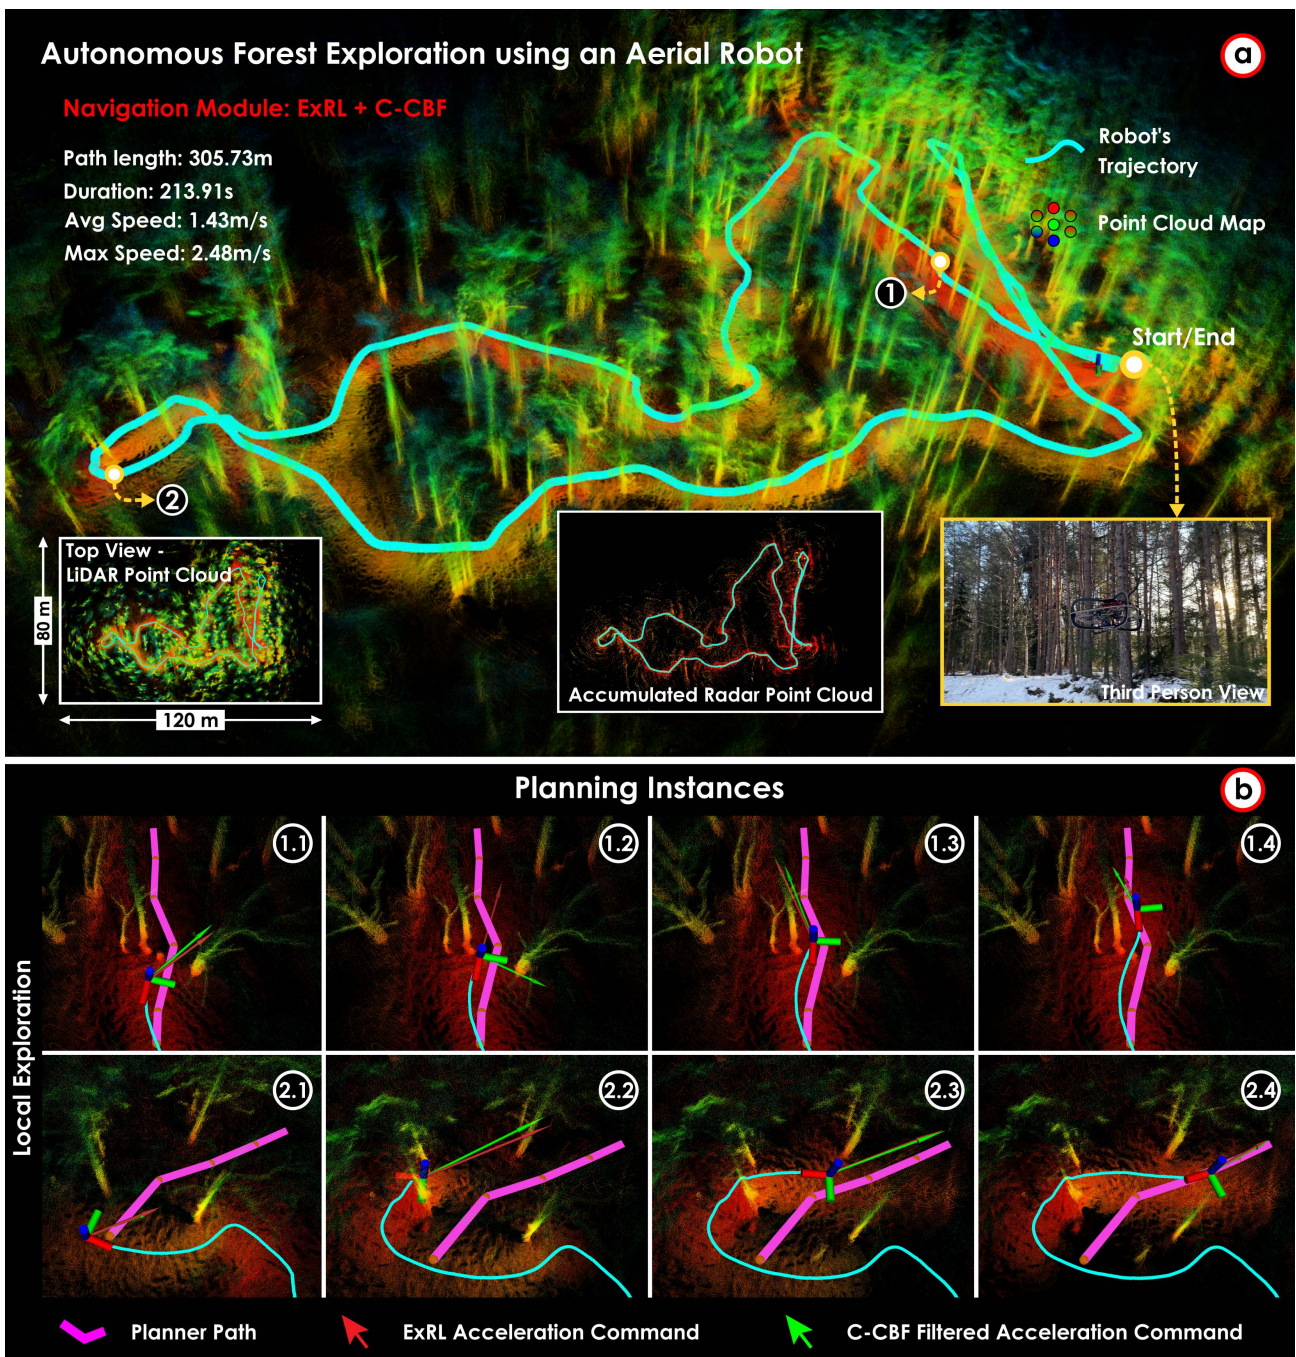 Autonomous Forest Exploration using an Aerial Robot
a
Navigation Module: ExRL + C-CBF
Path length: 305.73m
Duration: 213.91s
Avg Speed: 1.43m/s
Max Speed: 2.48m/s
Robot's
Trajectory
Point Cloud Map
1
Start/End
2
Top View -
LiDAR Point Cloud
80 m
120 m
Accumulated Radar Point Cloud
Third Person View
Planning Instances
b
Local Exploration
1.1
1.2
1.3
1.4
2.1
2.2
2.3
2.4
Planner Path
ExRL Acceleration Command
C-CBF Filtered Acceleration Command